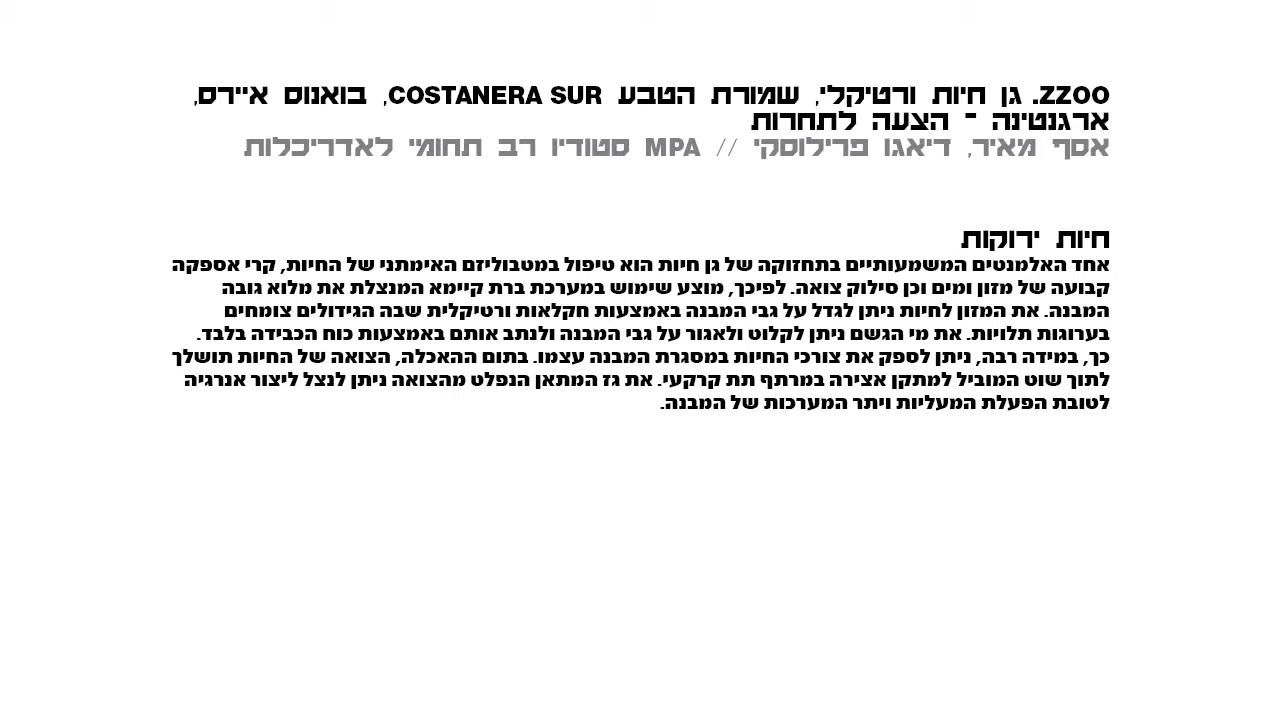 ZZOO. גן חיות ורטיקלי, שמורת הטבע COSTANERA SUR, בואנוס איירס,
ארגנטינה - הצעה לתחרות
אסף מאיר, דיאגו פרילוסקי // MPA סטודיו רב תחומי לאדריכלות
חיות ירוקות
אחד האלמנטים המשמעותיים בתחזוקה של גן חיות הוא טיפול במטבוליזם האימתני של החיות, קרי אספקה
קבועה של מזון ומים וכן סילוק צואה. לפיכך, מוצע שימוש במערכת ברת קיימא המנצלת את מלוא גובה
המבנה. את המזון לחיות ניתן לגדל על גבי המבנה באמצעות חקלאות ורטיקלית שבה הגידולים צומחים
בערוגות תלויות. את מי הגשם ניתן לקלוט ולאגור על גבי המבנה ולנתב אותם באמצעות כוח הכבידה בלבד.
כך, במידה רבה, ניתן לספק את צורכי החיות במסגרת המבנה עצמו. בתום ההאכלה, הצואה של החיות תושלך
לתוך שוט המוביל למתקן אצירה במרתף תת קרקעי. את גז המתאן הנפלט מהצואה ניתן לנצל ליצור אנרגיה
לטובת הפעלת המעליות ויתר המערכות של המבנה.